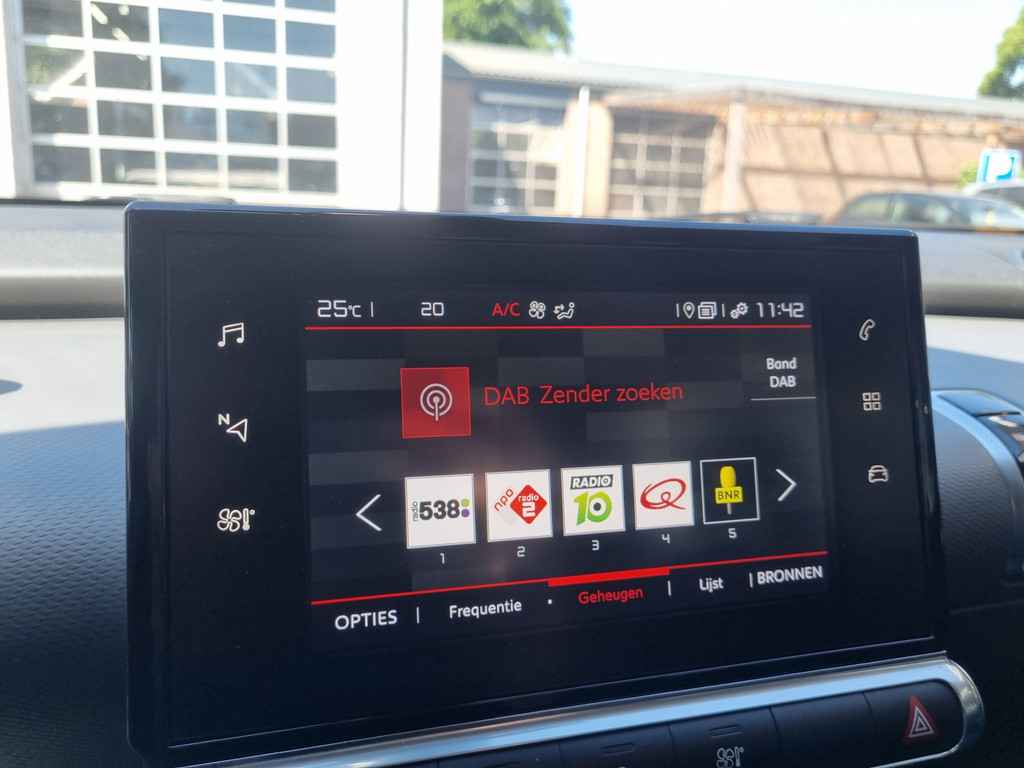 25°C | 20 A/C 11:42
N
DAB Zender zoeken
Band
DAB
radio 538
npo radio 2
RADIO 10
Q
BNR
1 2 3 4 5
OPTIES | Frequentie Geheugen | Lijst | BRONNEN
P